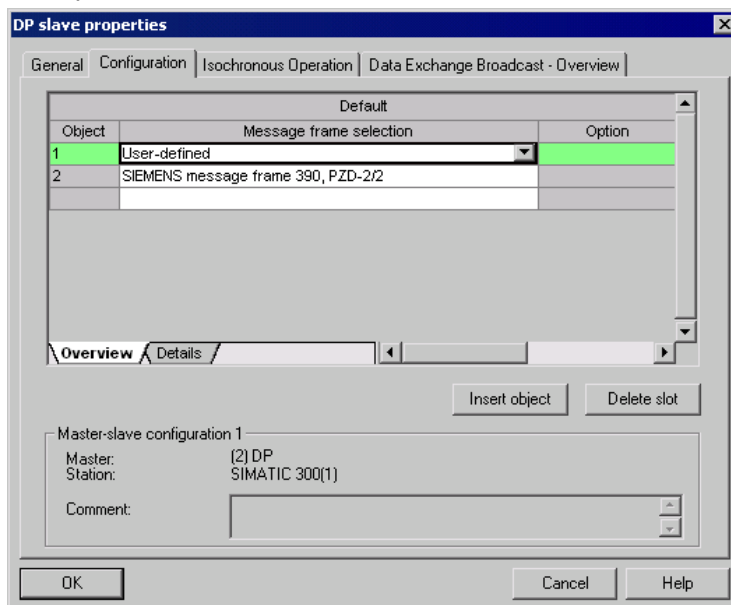 DP slave properties
General Configuration Isochronous Operation Data Exchange Broadcast - Overview
Default
Object Message frame selection Option
1 User-defined
2 SIEMENS message frame 390, PZD-2/2
Overview Details
Insert object Delete slot
Master-slave configuration 1
Master: (2) DP
Station: SIMATIC 300(1)
Comment:
OK Cancel Help